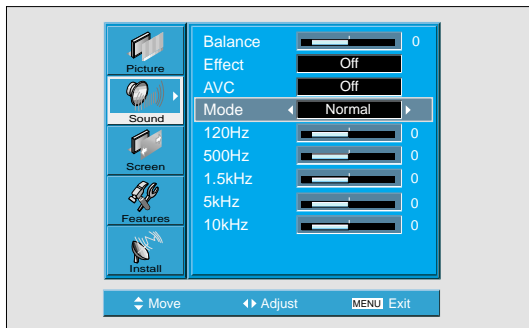 Picture
Sound
Screen
Features
Install
Balance 0
Effect Off
AVC Off
Mode Normal
120Hz 0
500Hz 0
1.5kHz 0
5kHz 0
10kHz 0
Move Adjust MENU Exit